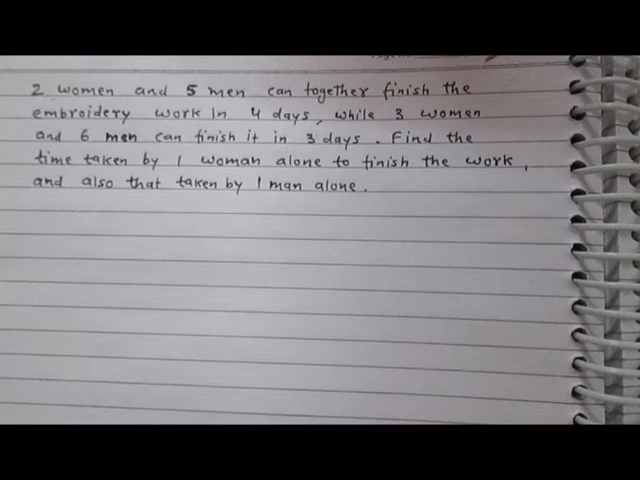 2 women and 5 men can together finish the
embroidery work in 4 days, while 3 women
and 6 men can finish it in 3 days. Find the
time taken by 1 woman alone to finish the work,
and also that taken by 1 man alone.